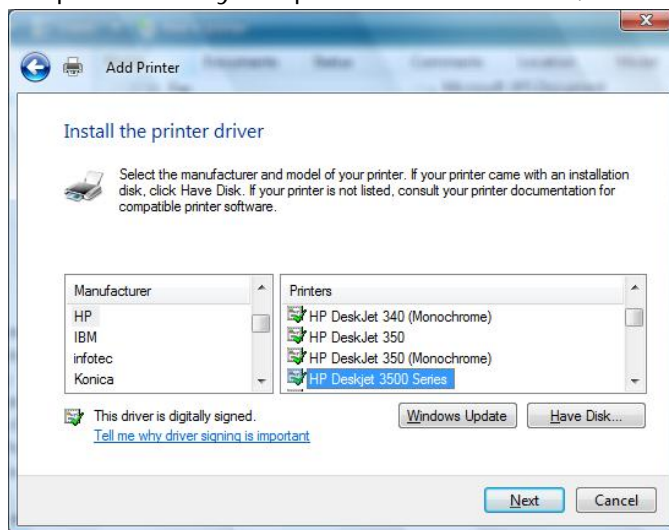 Add Printer
Install the printer driver
Select the manufacturer and model of your printer. If your printer came with an installation
disk, click Have Disk. If your printer is not listed, consult your printer documentation for
compatible printer software.
Manufacturer
HP
IBM
infotec
Konica
Printers
HP DeskJet 340 (Monochrome)
HP DeskJet 350
HP DeskJet 350 (Monochrome)
HP Deskjet 3500 Series
This driver is digitally signed.
Tell me why driver signing is important
Windows Update
Have Disk...
Next
Cancel